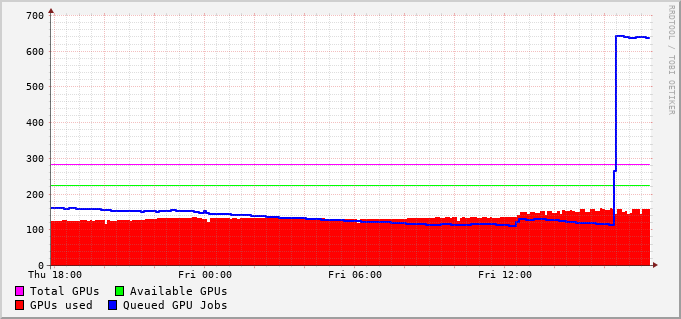 700
600
500
400
300
200
100
0
Thu 18:00 Fri 00:00 Fri 06:00 Fri 12:00
Total GPUs Available GPUs
GPUs used Queued GPU Jobs
RRDTOOL / TOBI OETIKER